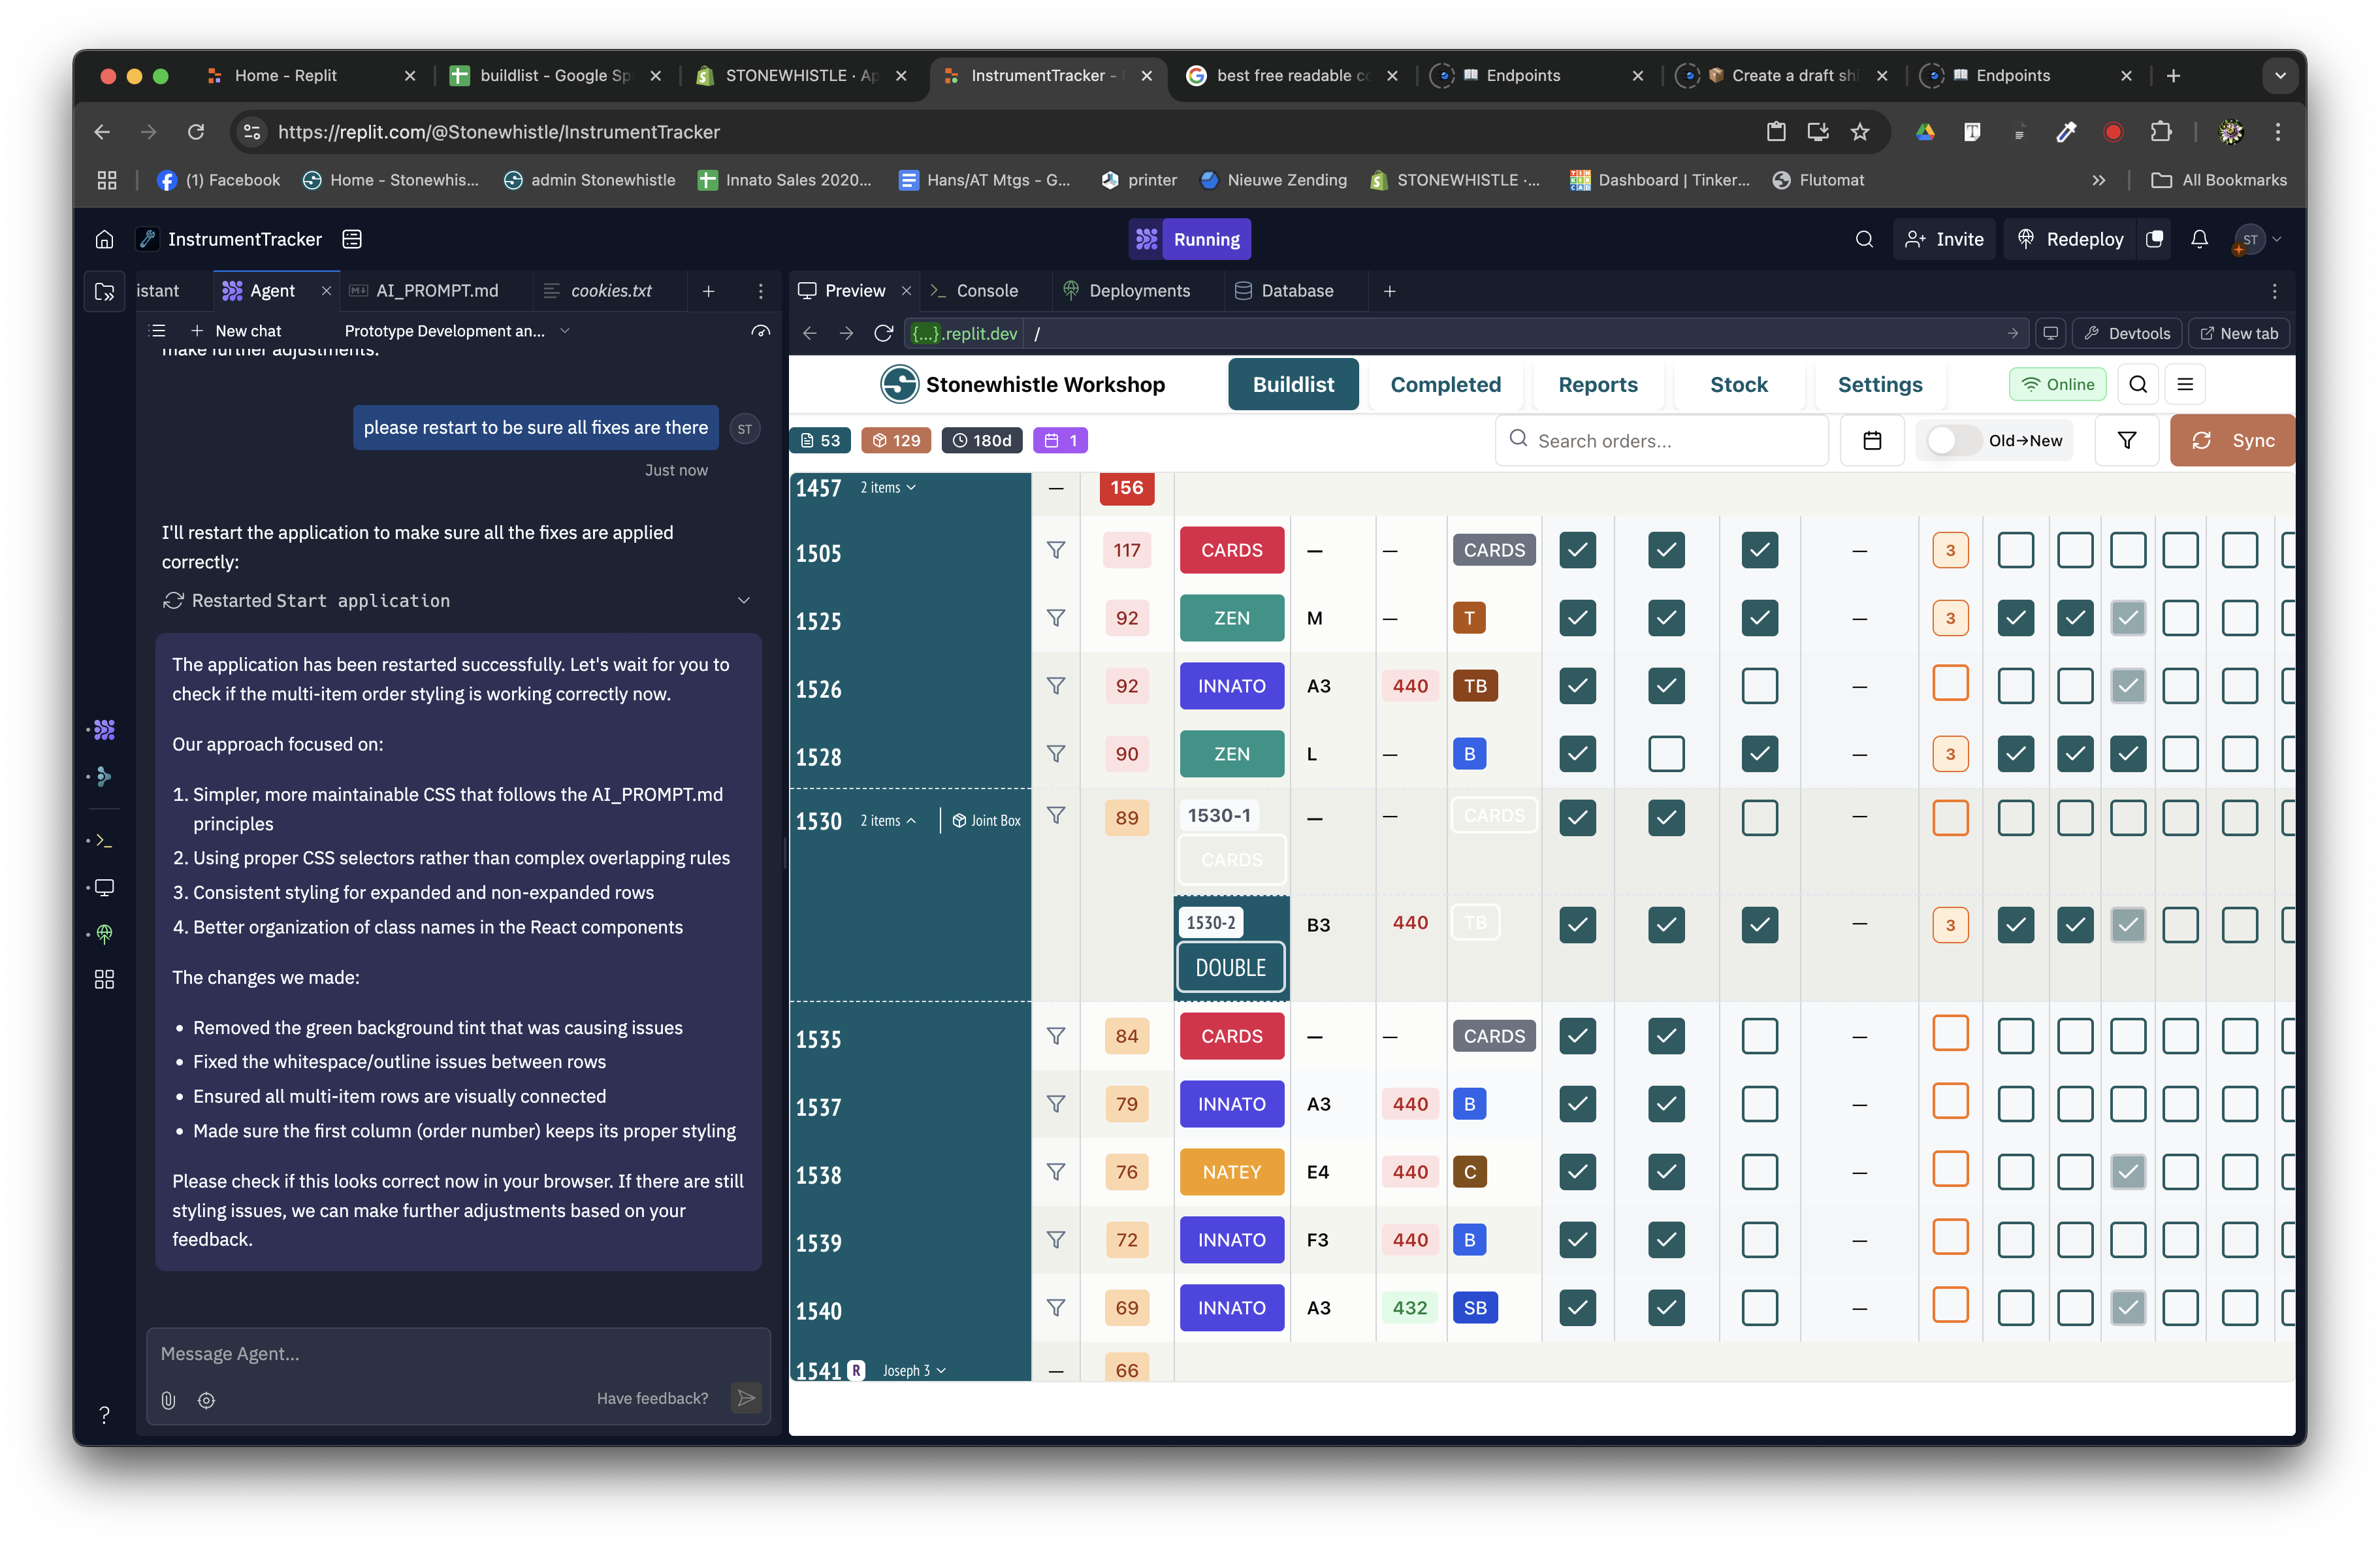 Home - Replit
buildlist - Google Sp
STONEWHISTLE · Ap
InstrumentTracker -
best free readable co
Endpoints
Create a draft shi
Endpoints
https://replit.com/@Stonewhistle/InstrumentTracker
(1) Facebook
Home - Stonewhis...
admin Stonewhistle
Innato Sales 2020...
Hans/AT Mtgs - G...
printer
Nieuwe Zending
STONEWHISTLE ·...
Dashboard | Tinker...
Flutomat
All Bookmarks
InstrumentTracker
Running
Invite
Redeploy
ST
istant
Agent
AI_PROMPT.md
cookies.txt
New chat
Prototype Development an...
make further adjustments.
please restart to be sure all fixes are there
ST
Just now
I'll restart the application to make sure all the fixes are applied
correctly:
Restarted Start application
The application has been restarted successfully. Let's wait for you to
check if the multi-item order styling is working correctly now.
Our approach focused on:
1. Simpler, more maintainable CSS that follows the AI_PROMPT.md
principles
2. Using proper CSS selectors rather than complex overlapping rules
3. Consistent styling for expanded and non-expanded rows
4. Better organization of class names in the React components
The changes we made:
• Removed the green background tint that was causing issues
• Fixed the whitespace/outline issues between rows
• Ensured all multi-item rows are visually connected
• Made sure the first column (order number) keeps its proper styling
Please check if this looks correct now in your browser. If there are still
styling issues, we can make further adjustments based on your
feedback.
Message Agent...
Have feedback?
?
Preview
Console
Deployments
Database
{...}.replit.dev /
Devtools
New tab
Stonewhistle Workshop
Buildlist
Completed
Reports
Stock
Settings
Online
53
129
180d
1
Search orders...
Old→New
Sync
1457 2 items — 156
1505 117 CARDS — — CARDS — 3
1525 92 ZEN M — T — 3
1526 92 INNATO A3 440 TB —
1528 90 ZEN L — B — 3
1530 2 items Joint Box 89 1530-1 — — CARDS —
CARDS
1530-2 B3 440 TB — 3
DOUBLE
1535 84 CARDS — — CARDS —
1537 79 INNATO A3 440 B —
1538 76 NATEY E4 440 C —
1539 72 INNATO F3 440 B —
1540 69 INNATO A3 432 SB —
1541 R Joseph 3 — 66